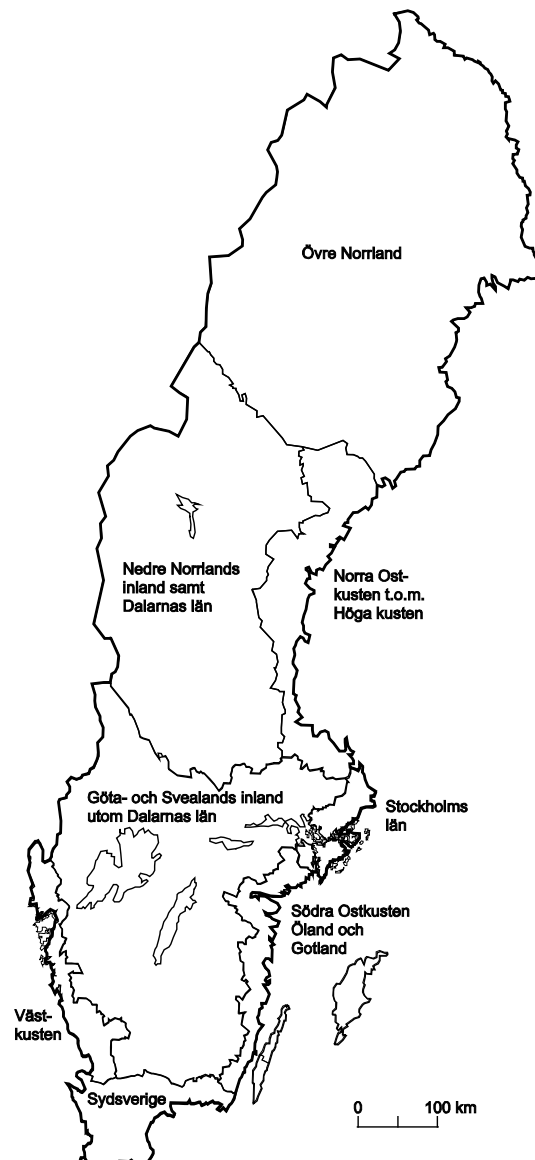 Övre Norrland
Nedre Norrlands
inland samt
Dalarnas län
Norra Ost-
kusten t.o.m.
Höga kusten
Göta- och Svealands inland
utom Dalarnas län
Stockholms
län
Södra Ostkusten
Öland och
Gotland
Väst-
kusten
Sydsverige
0 100 km